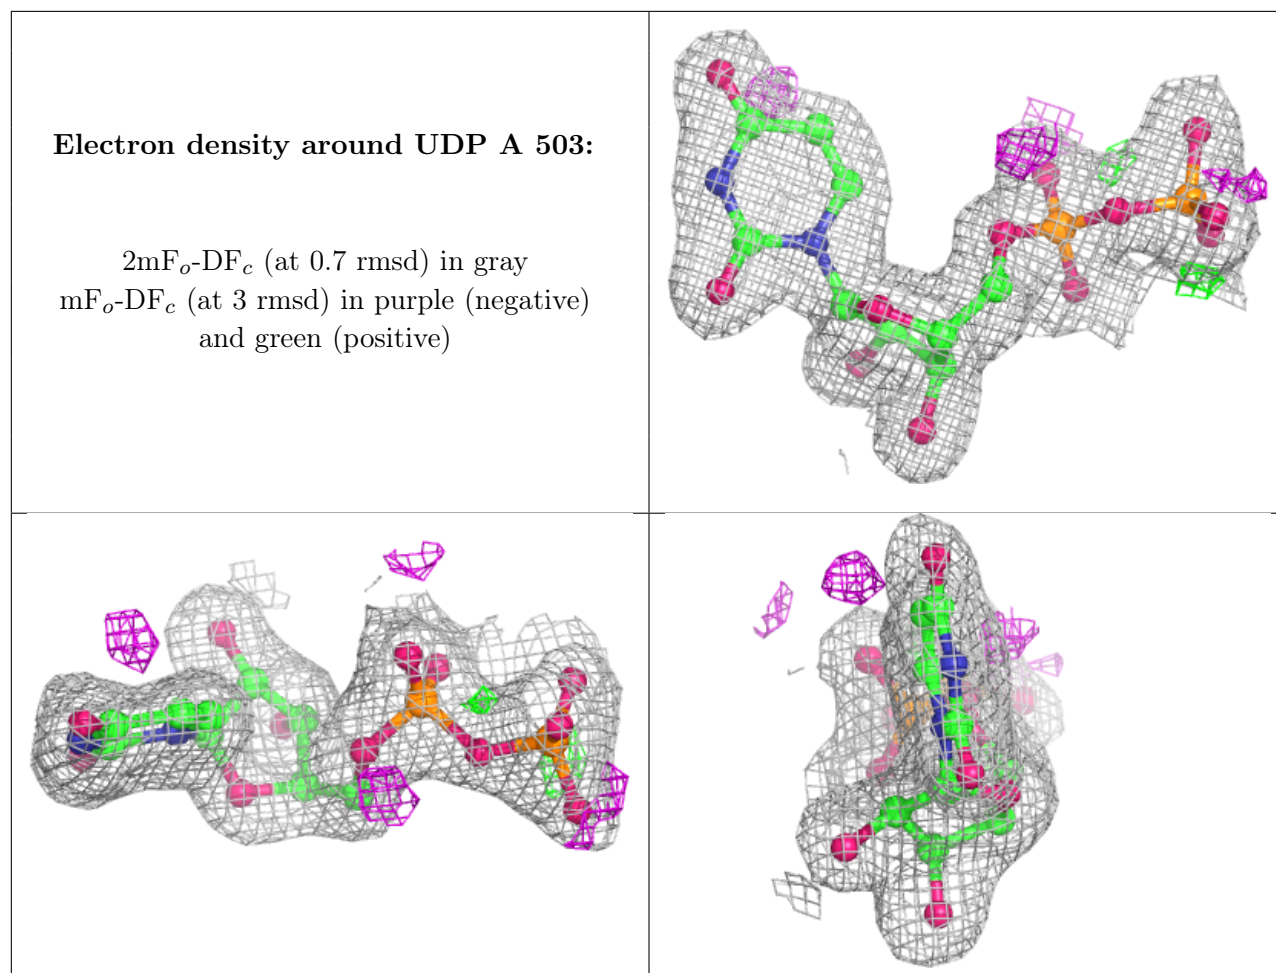 Electron density around UDP A 503:
2mFo-DFc (at 0.7 rmsd) in gray
mFo-DFc (at 3 rmsd) in purple (negative)
and green (positive)